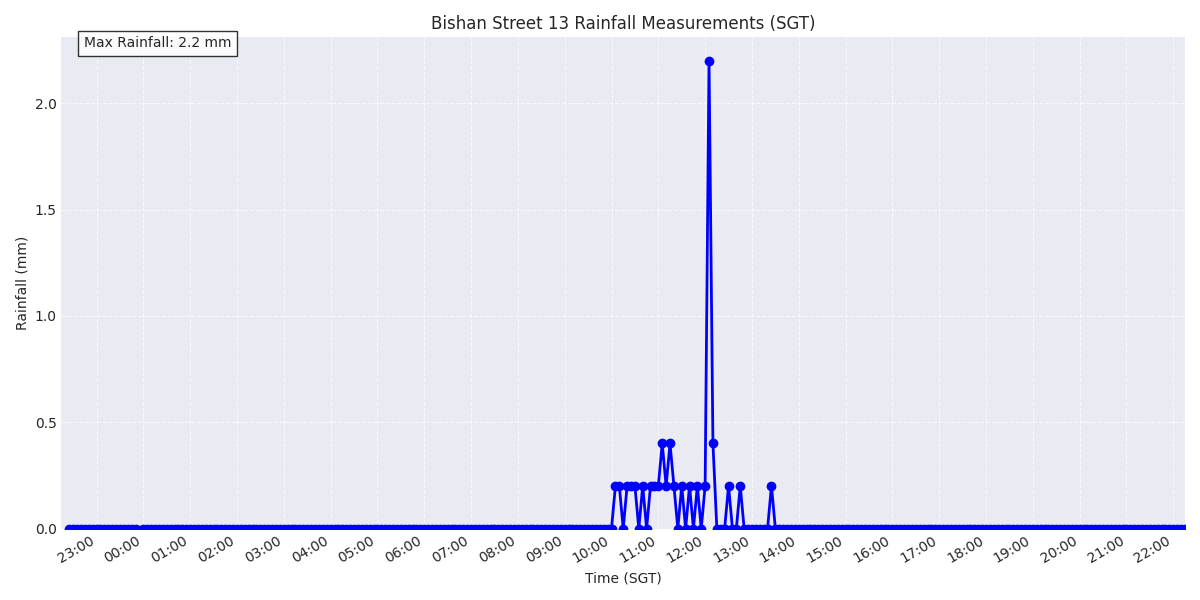 Bishan Street 13 Rainfall Measurements (SGT)
Max Rainfall: 2.2 mm
2.0
1.5
1.0
0.5
0.0
Rainfall (mm)
23:00 00:00 01:00 02:00 03:00 04:00 05:00 06:00 07:00 08:00 09:00 10:00 11:00 12:00 13:00 14:00 15:00 16:00 17:00 18:00 19:00 20:00 21:00 22:00
Time (SGT)